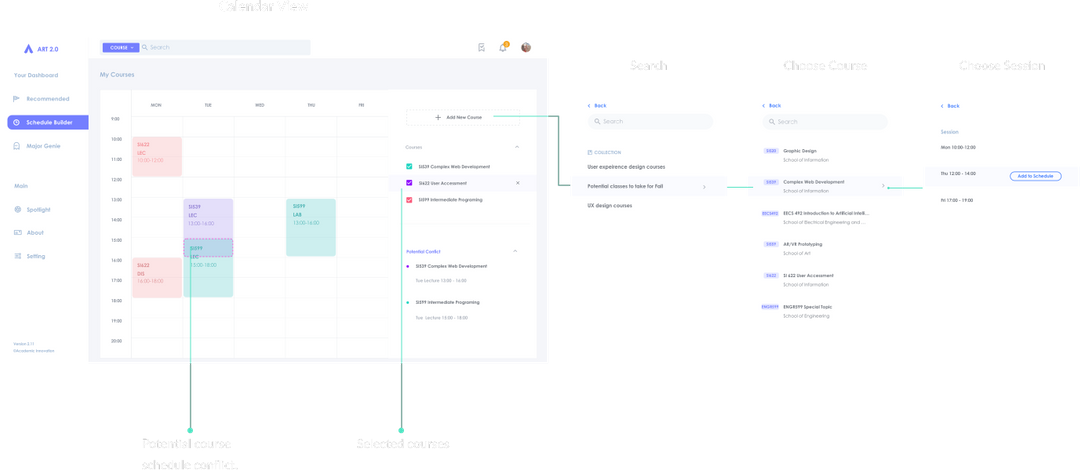 Calendar View
ART 2.0
COURSE
Search
2
Your Dashboard
Recommended
Schedule Builder
Major Genie
Main
Spotlight
About
Setting
Version 2.11
©Academic Innovation
My Courses
MON
TUE
WED
THU
FRI
9:00
10:00
11:00
12:00
13:00
14:00
15:00
16:00
17:00
18:00
19:00
20:00
SI622
LEC
10:00-12:00
SI539
LEC
13:00-16:00
SI599
LEC
15:00-18:00
SI622
DIS
16:00-18:00
SI599
LAB
13:00-16:00
Add New Course
Courses
SI539 Complex Web Development
SI622 User Accessment
SI599 Intermediate Programing
Potential Conflict
SI539 Complex Web Development
Tue Lecture 13:00 - 16:00
SI599 Intermediate Programing
Tue Lecture 15:00 - 18:00
Potential course
schedule conflict.
Selected courses
Search
Back
Search
COLLECTION
User expeirence design courses
Potential classes to take for Fall
UX design courses
Choose Course
Back
Search
Graphic Design
School of Information
SI539
Complex Web Development
School of Information
EECS492
EECS 492 Introduction to Artificial Intelli...
School of Electrical Engineering and...
AR/VR Prototyping
School of Art
SI622
SI 622 User Accessment
School of Information
ENGR599
ENGR599 Special Topic
School of Engineering
Choose Session
Back
Session
Mon 10:00-12:00
Thu 12:00 - 14:00
Add to Schedule
Fri 17:00 - 19:00